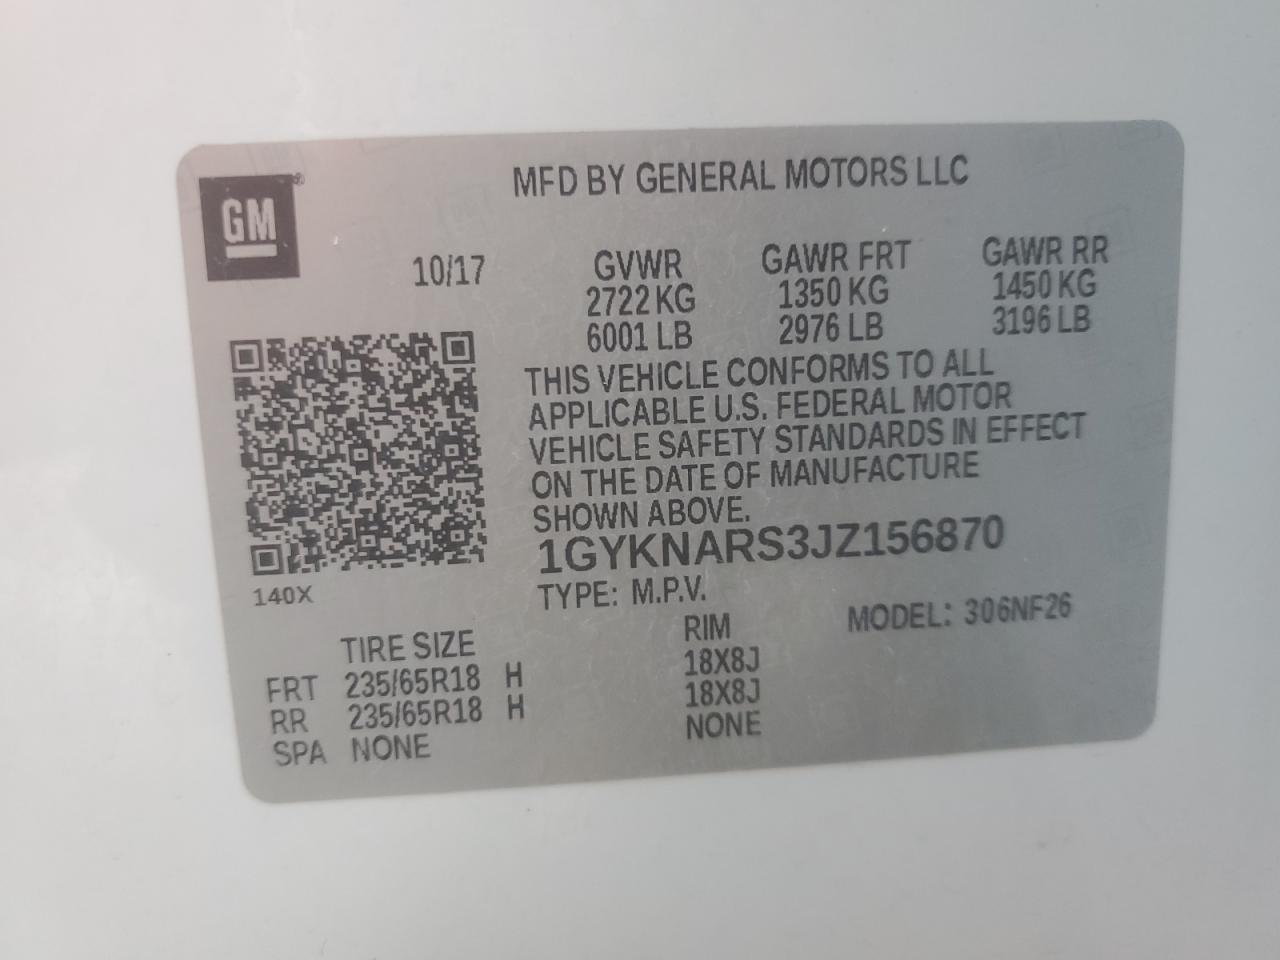 MFD BY GENERAL MOTORS LLC
GM®
10/17 GVWR GAWR FRT GAWR RR
2722 KG 1350 KG 1450 KG
6001 LB 2976 LB 3196 LB
THIS VEHICLE CONFORMS TO ALL
APPLICABLE U.S. FEDERAL MOTOR
VEHICLE SAFETY STANDARDS IN EFFECT
ON THE DATE OF MANUFACTURE
SHOWN ABOVE.
1GYKNARS3JZ156870
140X
TYPE: M.P.V. MODEL: 306NF26
TIRE SIZE RIM
FRT 235/65R18 H 18X8J
RR 235/65R18 H 18X8J
SPA NONE NONE